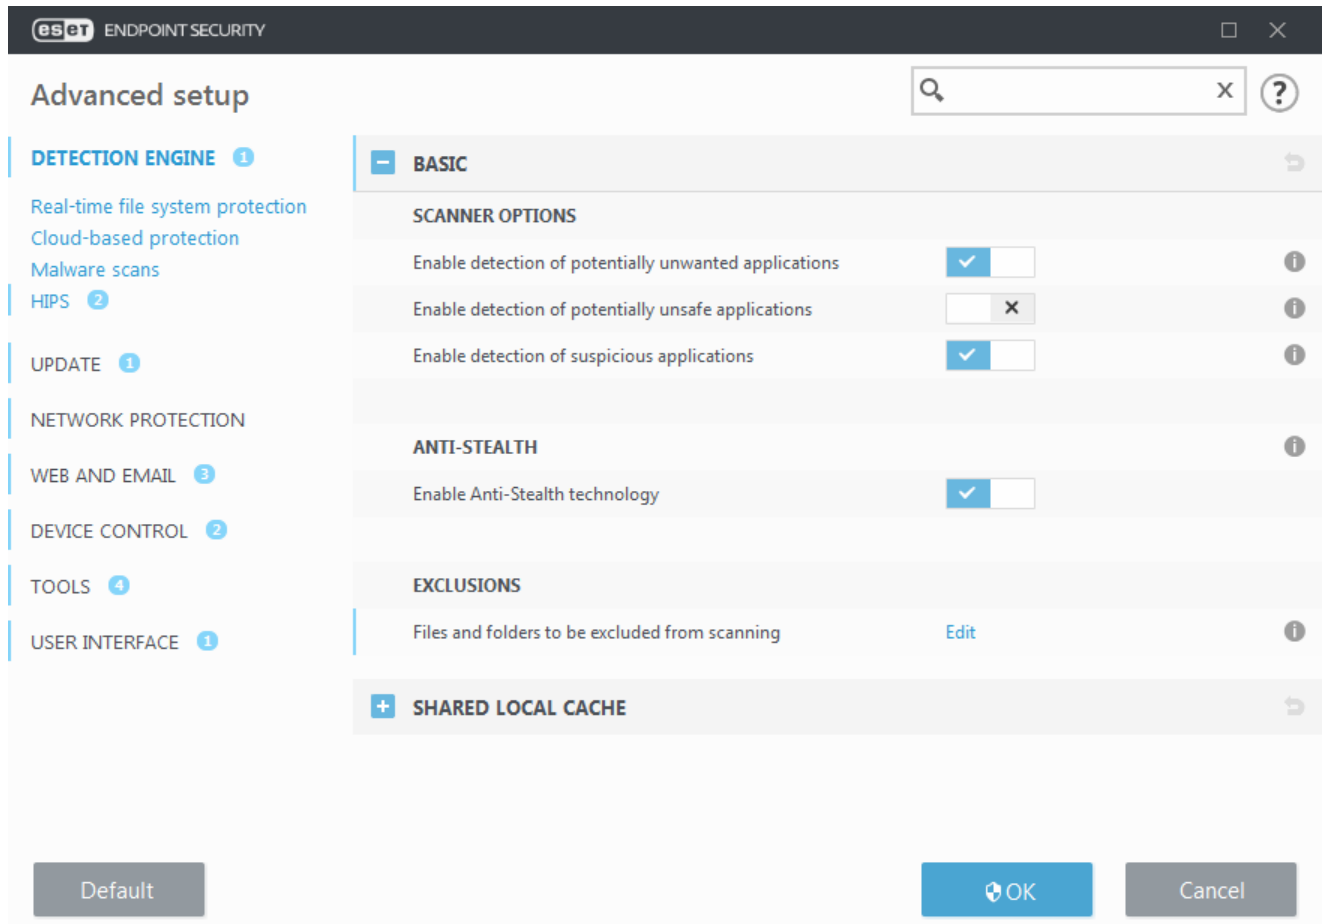 eset ENDPOINT SECURITY
Advanced setup
x
?
DETECTION ENGINE 1
Real-time file system protection
Cloud-based protection
Malware scans
HIPS 2
UPDATE 1
NETWORK PROTECTION
WEB AND EMAIL 3
DEVICE CONTROL 2
TOOLS 4
USER INTERFACE 1
BASIC
SCANNER OPTIONS
Enable detection of potentially unwanted applications
Enable detection of potentially unsafe applications
Enable detection of suspicious applications
ANTI-STEALTH
Enable Anti-Stealth technology
EXCLUSIONS
Files and folders to be excluded from scanning Edit
SHARED LOCAL CACHE
Default
OK
Cancel